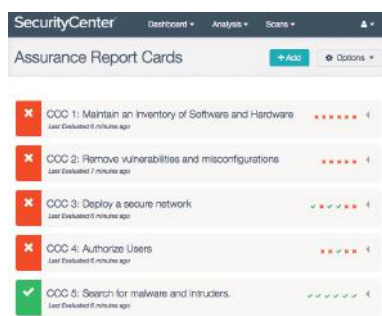 SecurityCenter Dashboard Analysis Scans
Assurance Report Cards +Add Options
CCC 1: Maintain an Inventory of Software and Hardware
Last Evaluated 6 minutes ago
CCC 2: Remove vulnerabilities and misconfigurations
Last Evaluated 7 minutes ago
CCC 3: Deploy a secure network
Last Evaluated 6 minutes ago
CCC 4: Authorize Users
Last Evaluated 6 minutes ago
CCC 5: Search for malware and intruders.
Last Evaluated 6 minutes ago